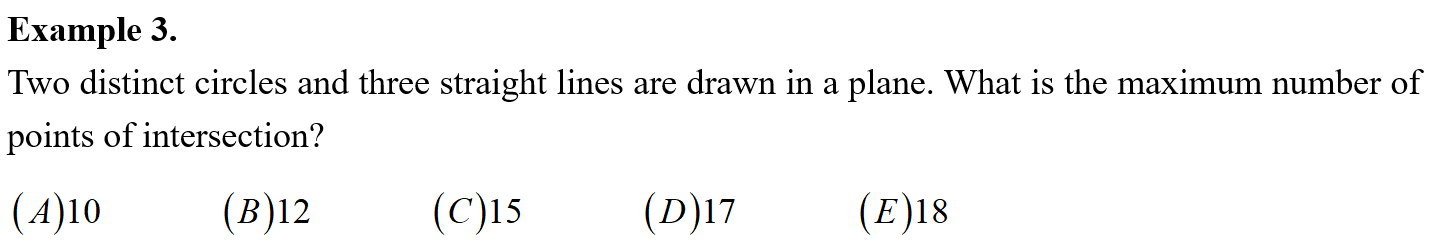 Example 3.
Two distinct circles and three straight lines are drawn in a plane. What is the maximum number of
points of intersection?
(A)10 (B)12 (C)15 (D)17 (E)18